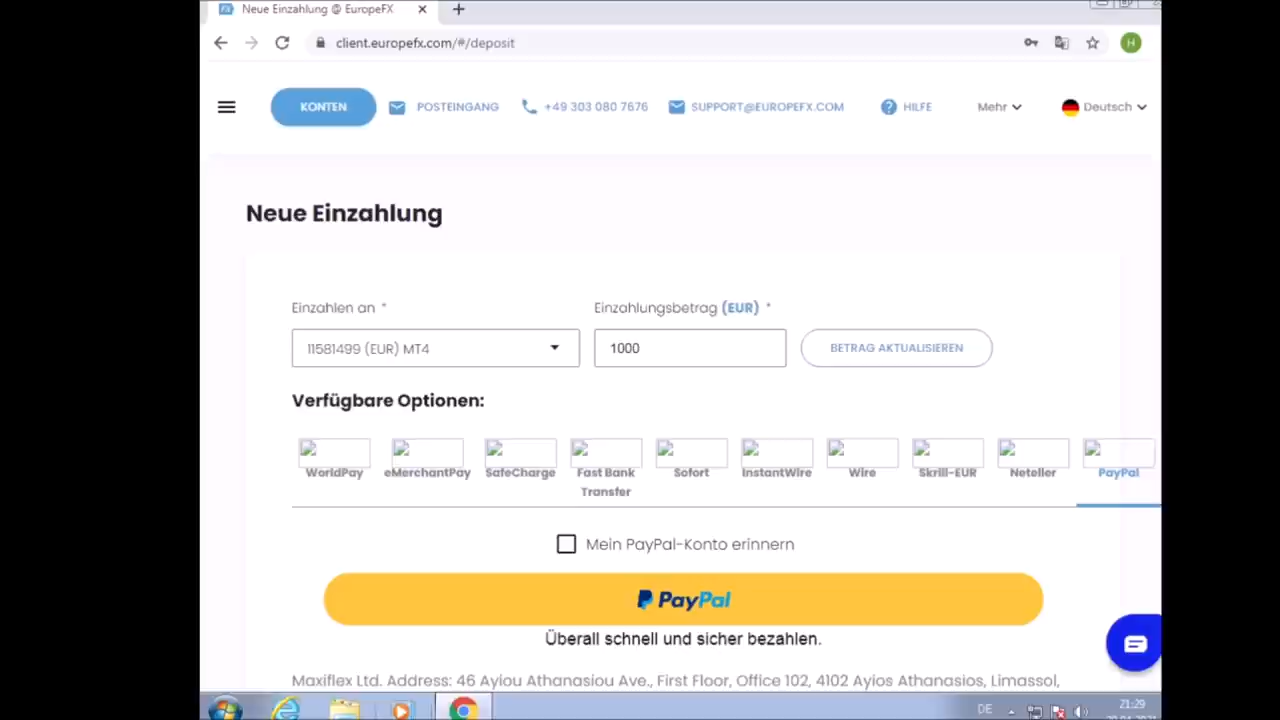 Neue Einzahlung @ EuropeFX
client.europefx.com/#/deposit
H
KONTEN
POSTEINGANG
+49 303 080 7676
SUPPORT@EUROPEFX.COM
? HILFE
Mehr
Deutsch
Neue Einzahlung
Einzahlen an *
Einzahlungsbetrag (EUR) *
11581499 (EUR) MT4
1000
BETRAG AKTUALISIEREN
Verfügbare Optionen:
WorldPay
eMerchantPay
SafeCharge
Fast Bank
Transfer
Sofort
InstantWire
Wire
Skrill-EUR
Neteller
PayPal
Mein PayPal-Konto erinnern
PayPal
Überall schnell und sicher bezahlen.
Maxiflex Ltd. Address: 46 Ayiou Athanasiou Ave., First Floor, Office 102, 4102 Ayios Athanasios, Limassol,
DE
21:29